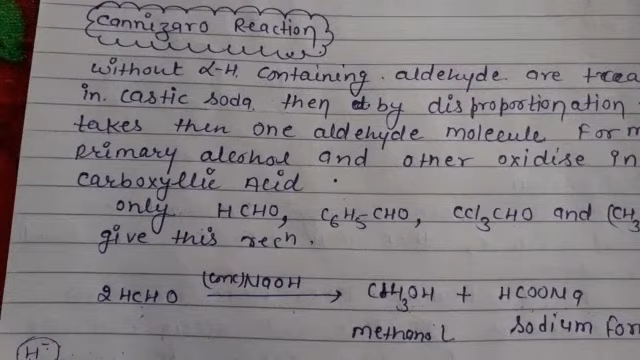 Cannizaro Reaction
without α-H. containing. aldehyde are trea
in. castic soda, then by disproportionation
takes then one aldehyde molecule form
primary alcohol and other oxidise in
carboxyllic Acid.
only HCHO, C6H5CHO, CCl3CHO and (CH3
give this rech.
(conc)NaOH
2HCHO ⟶ CH3OH + HCOONa
methanol sodium for
H⁻